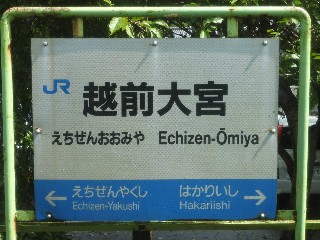 JR
越前大宮
えちぜんおおみや Echizen-Ōmiya
えちぜんやくし はかりいし
Echizen-Yakushi Hakariishi